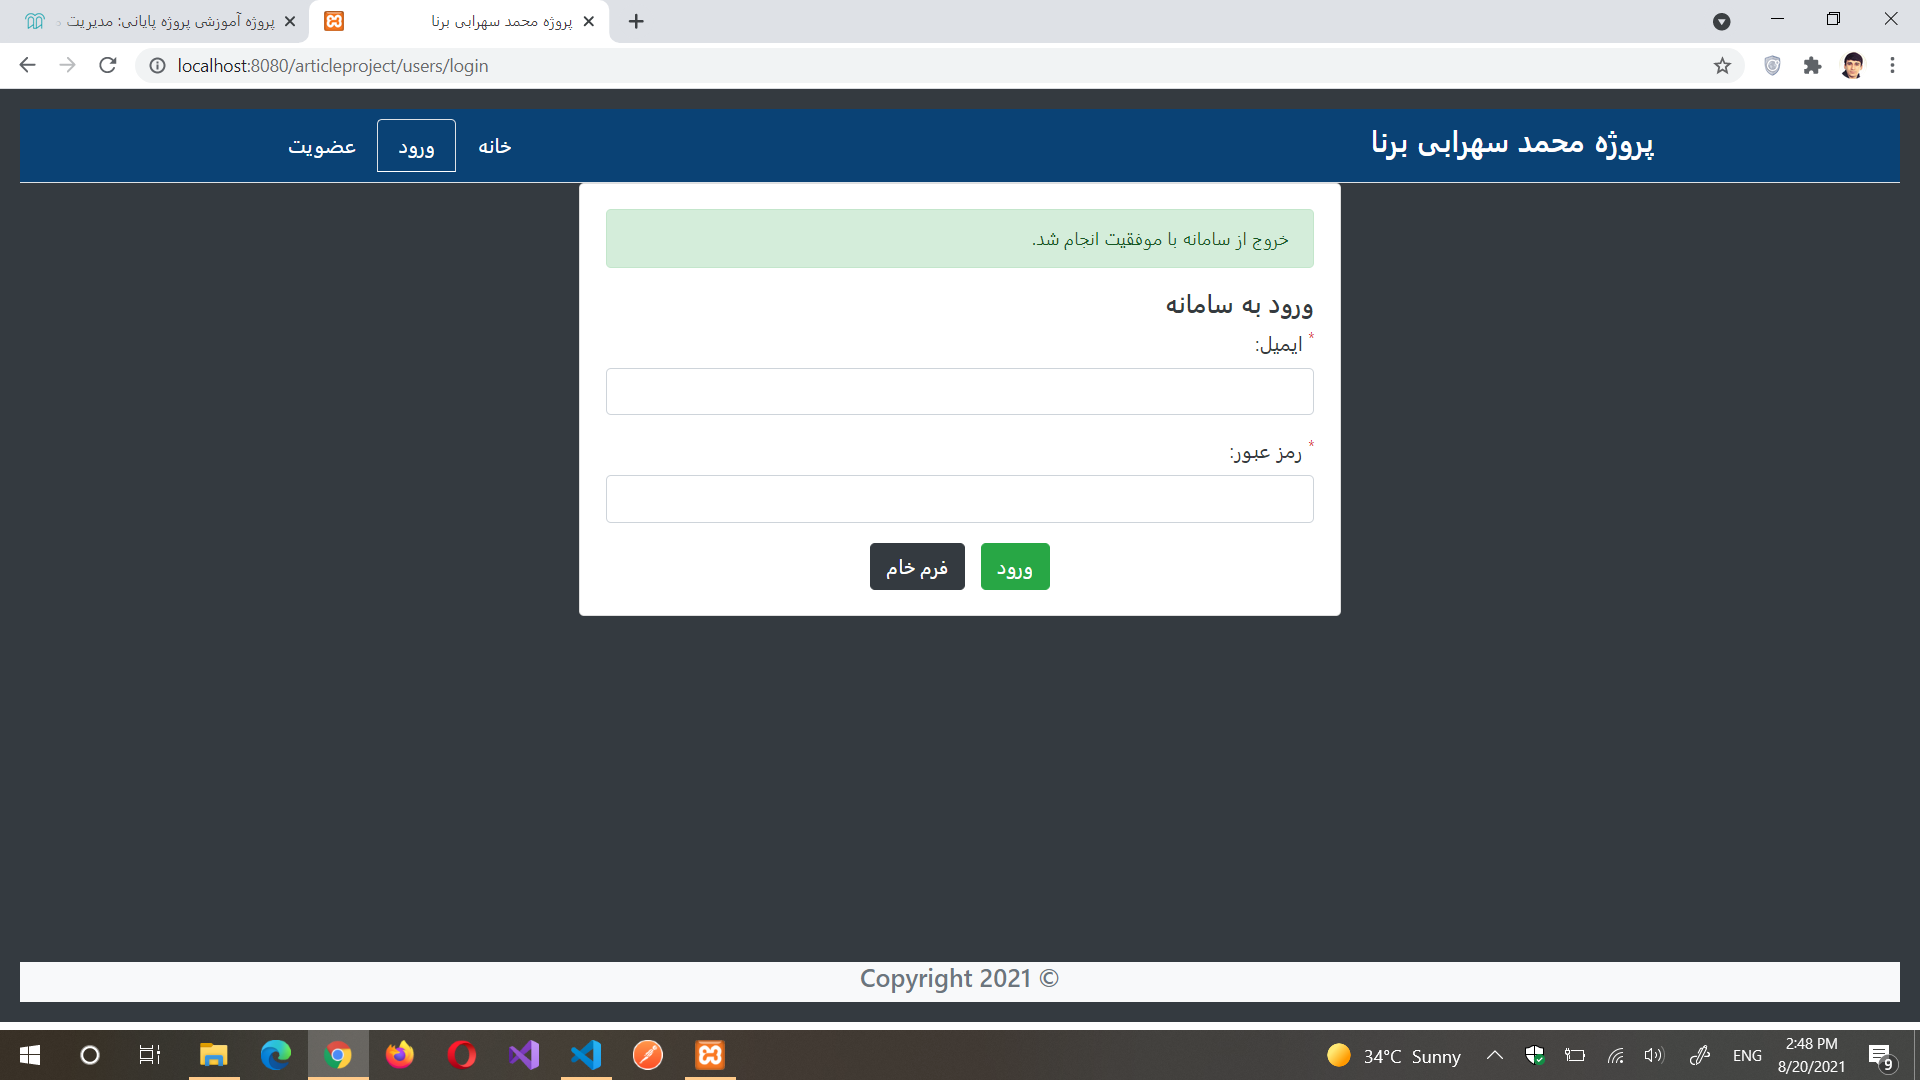 پروژه آموزشی پروژه پایانی: مدیریت
پروژه محمد سهرابی برنا
localhost:8080/articleproject/users/login
پروژه محمد سهرابی برنا
خانه
ورود
عضویت
خروج از سامانه با موفقیت انجام شد.
ورود به سامانه
* ایمیل:
* رمز عبور:
ورود
فرم خام
Copyright 2021 ©
34°C Sunny
ENG
2:48 PM
8/20/2021
9